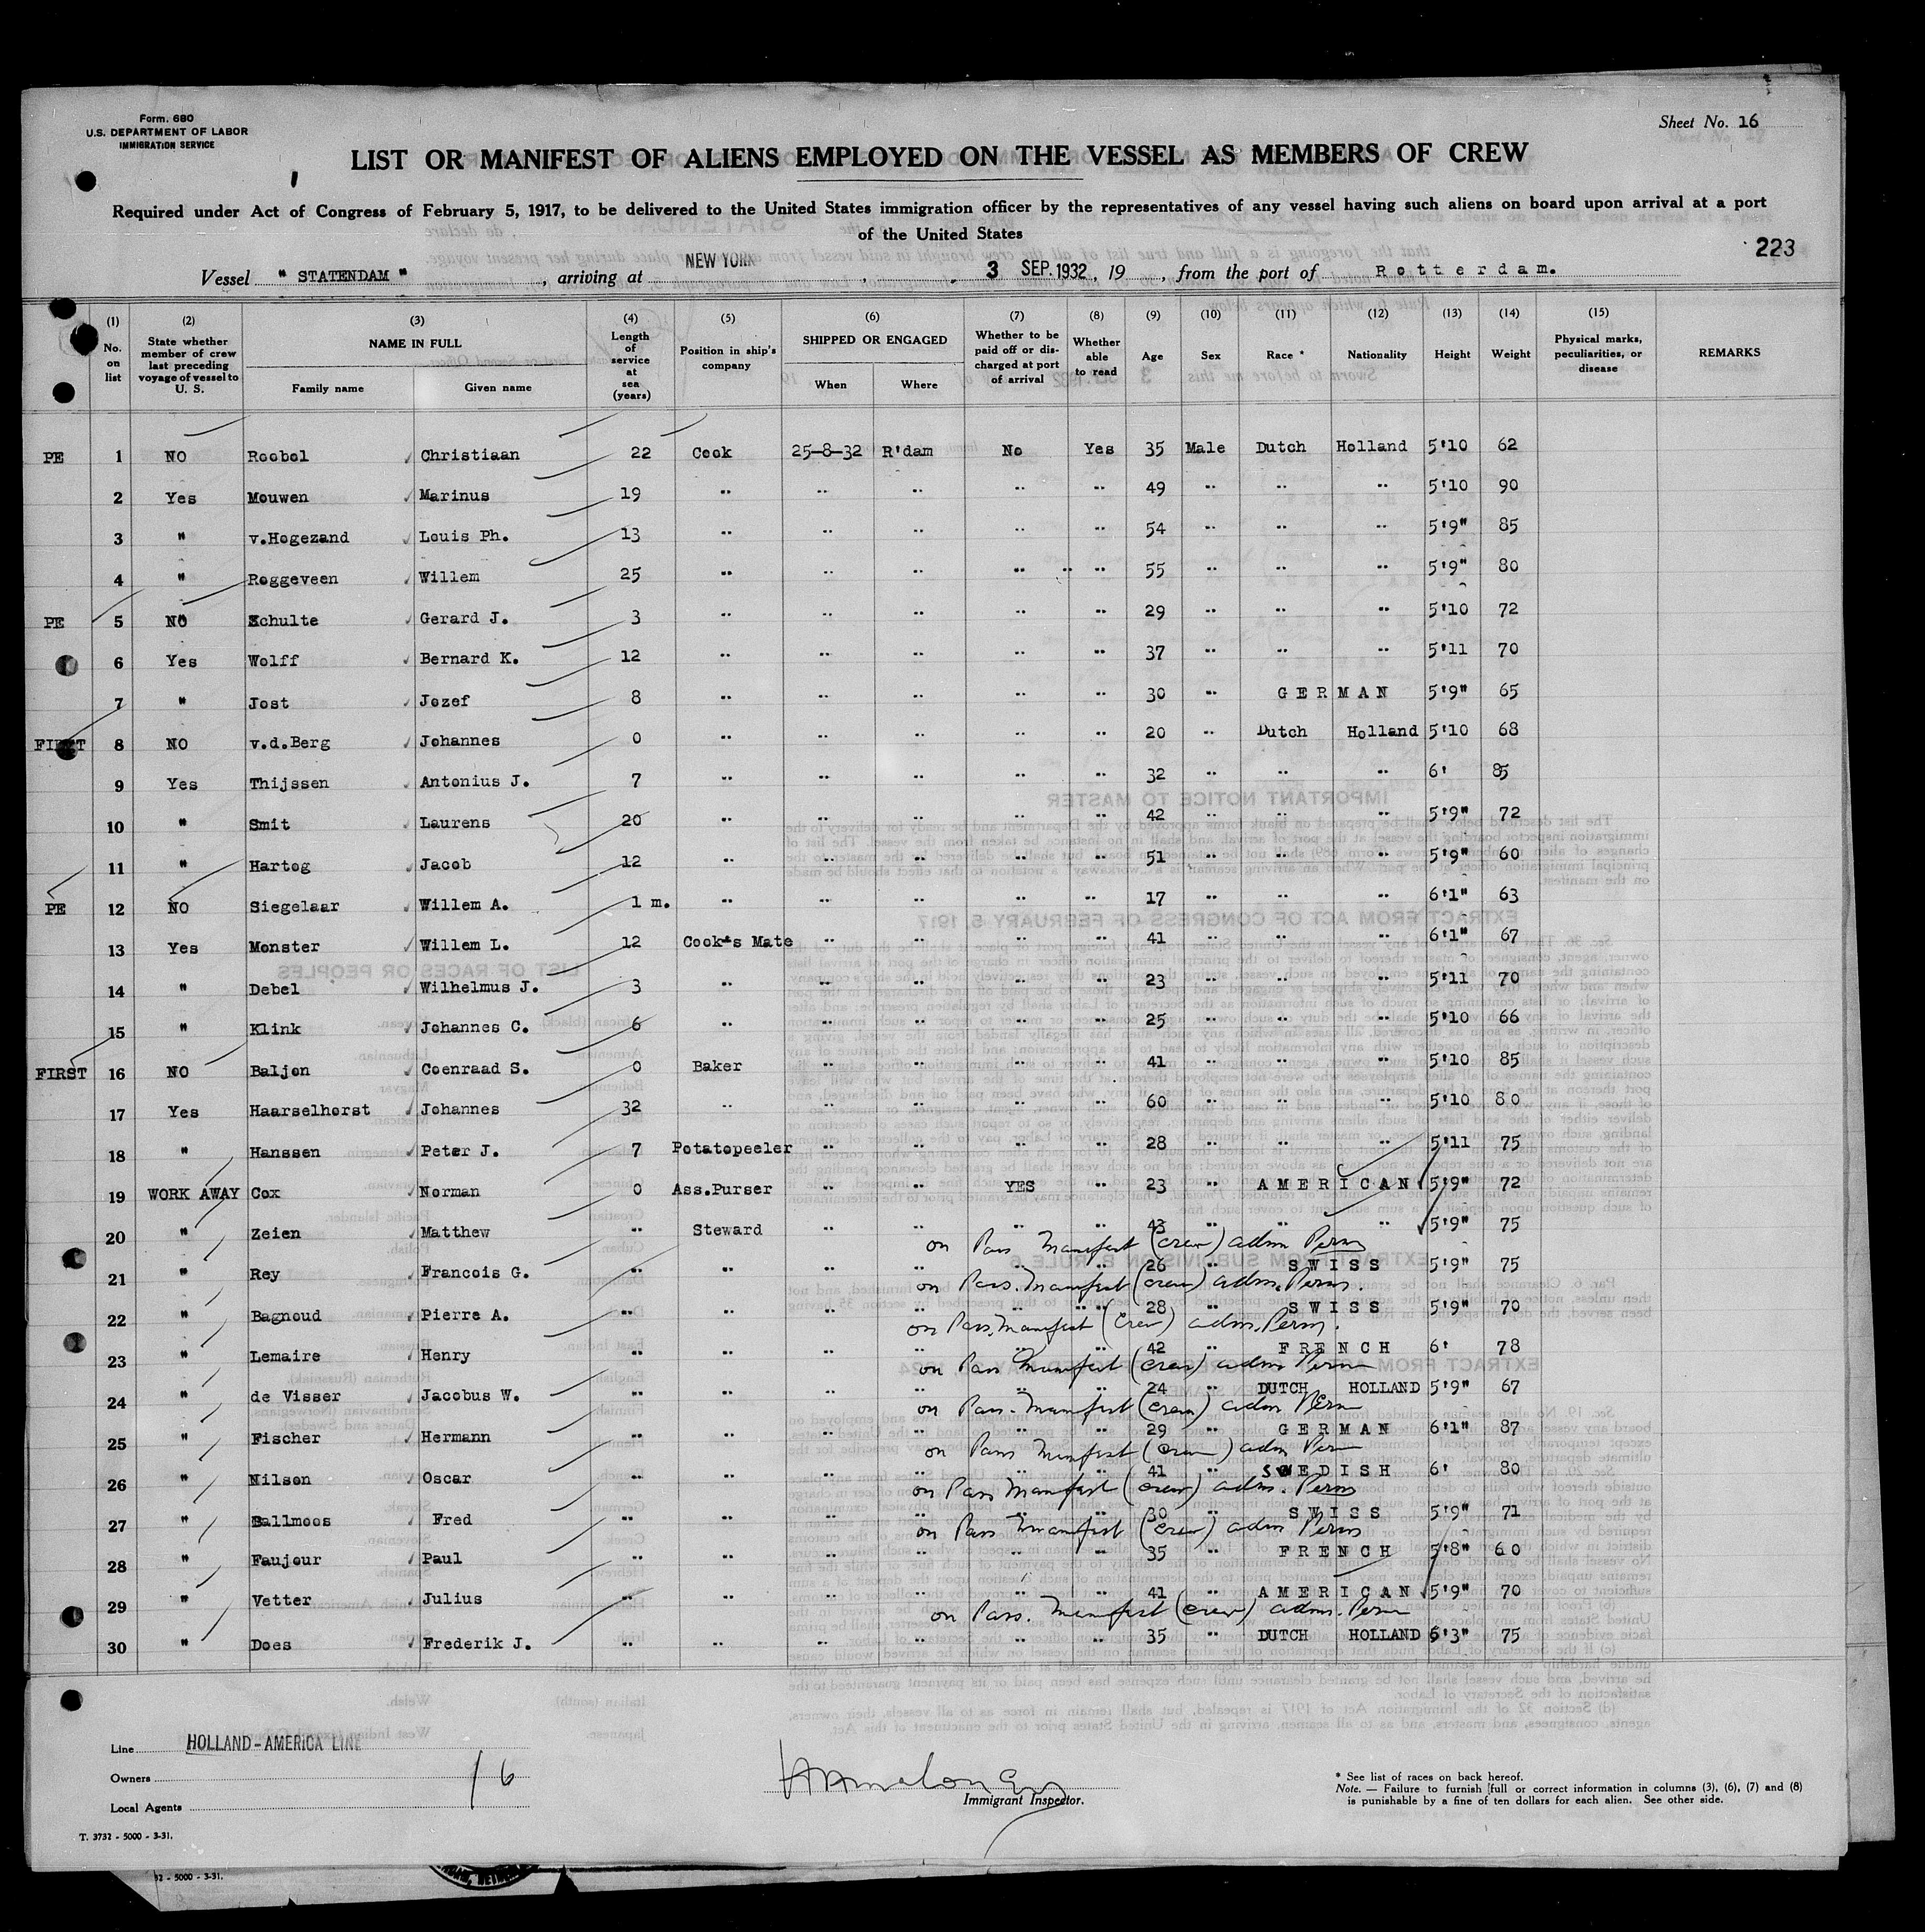 Form. 680
U.S. DEPARTMENT OF LABOR
IMMIGRATION SERVICE
Sheet No. 16
LIST OR MANIFEST OF ALIENS EMPLOYED ON THE VESSEL AS MEMBERS OF CREW
Required under Act of Congress of February 5, 1917, to be delivered to the United States immigration officer by the representatives of any vessel having such aliens on board upon arrival at a port
of the United States
223
Vessel " STATENDAM " , arriving at NEW YORK , 3 SEP. 1932 , 19 , from the port of Rotterdam.
(1) No. on list (2) State whether member of crew last preceding voyage of vessel to U. S. (3) NAME IN FULL Family name Given name (4) Length of service at sea (years) (5) Position in ship's company (6) SHIPPED OR ENGAGED When Where (7) Whether to be paid off or discharged at port of arrival (8) Whether able to read (9) Age (10) Sex (11) Race * (12) Nationality (13) Height (14) Weight (15) Physical marks, peculiarities, or disease REMARKS
PE 1 NO Roobol Christiaan 22 Cook 25-8-32 R'dam No Yes 35 Male Dutch Holland 5'10 62
2 Yes Mouwen Marinus 19 " " " " " 49 " " " 5'10 90
3 " v.Hogezand Louis Ph. 13 " " " " " 54 " " " 5'9" 85
4 " Roggeveen Willem 25 " " " " " 55 " " " 5'9" 80
PE 5 NO Schulte Gerard J. 3 " " " " " 29 " " " 5'10 72
6 Yes Wolff Bernard K. 12 " " " " " 37 " " " 5'11 70
7 " Jost Jozef 8 " " " " " 30 " GERMAN 5'9" 65
FIRST 8 NO v.d.Berg Johannes 0 " " " " " 20 " Dutch Holland 5'10 68
9 Yes Thijssen Antonius J. 7 " " " " " 32 " " " 6' 85
10 " Smit Laurens 20 " " " " " 42 " " " 5'9" 72
11 " Hartog Jacob 12 " " " " " 51 " " " 5'9" 60
PE 12 NO Siegelaar Willem A. 1 m. " " " " " 17 " " " 6'1" 63
13 Yes Monster Willem L. 12 Cook's Mate " " " " 41 " " " 6'1" 67
14 " Debel Wilhelmus J. 3 " " " " " 23 " " " 5'11 70
15 " Klink Johannes C. 6 " " " " " 25 " " " 5'10 66
FIRST 16 NO Baljon Coenraad S. 0 Baker " " " " 41 " " " 5'10 85
17 Yes Haarselhorst Johannes 32 " " " " " 60 " " " 5'10 80
18 " Hanssen Peter J. 7 Potatopeeler " " " " 28 " " " 5'11 75
19 WORK AWAY Cox Norman 0 Ass.Purser " " YES " 23 " AMERICAN 5'9" 72
20 " Zeien Matthew " Steward " " " " 43 " " " 5'9" 75
on Pass Manifest (crew) adm Perm
21 " Rey Francois G. " " " " " " 26 " SWISS 5'9" 75
on Pass. Manifest (crew) adm. Perm.
22 " Bagnoud Pierre A. " " " " " " 28 " SWISS 5'9" 70
on Pass. Manifest (crew) adm. Perm.
23 " Lemaire Henry " " " " " " 42 " FRENCH 6' 78
on Pass Manifest (crew) adm Perm
24 " de Visser Jacobus W. " " " " " " 24 " DUTCH HOLLAND 5'9" 67
on Pass. Manifest (crew) adm Perm
25 " Fischer Hermann " " " " " " 29 " GERMAN 6'1" 87
on Pass Manifest (crew) adm Perm
26 " Nilson Oscar " " " " " " 41 " SWEDISH 6' 80
on Pass Manifest (crew) adm. Perm
27 " Ballmoos Fred " " " " " " 30 " SWISS 5'9" 71
on Pass Manifest (crew) adm Perm
28 " Faujour Paul " " " " " " 35 " FRENCH 5'8" 60
29 " Vetter Julius " " " " " " 41 " AMERICAN 5'9" 70
on Pass. Manifest (crew) adm. Perm
30 " Does Frederik J. " " " " " " 35 " DUTCH HOLLAND 6'3" 75
Line HOLLAND-AMERICA LINE
Owners
Local Agents
16
Immigrant Inspector.
* See list of races on back hereof.
Note. — Failure to furnish full or correct information in columns (3), (6), (7) and (8)
is punishable by a fine of ten dollars for each alien. See other side.
T. 3732 - 5000 - 3-31.
32 - 5000 - 3-31.